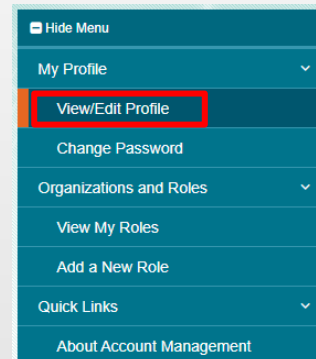 Hide Menu
My Profile
View/Edit Profile
Change Password
Organizations and Roles
View My Roles
Add a New Role
Quick Links
About Account Management